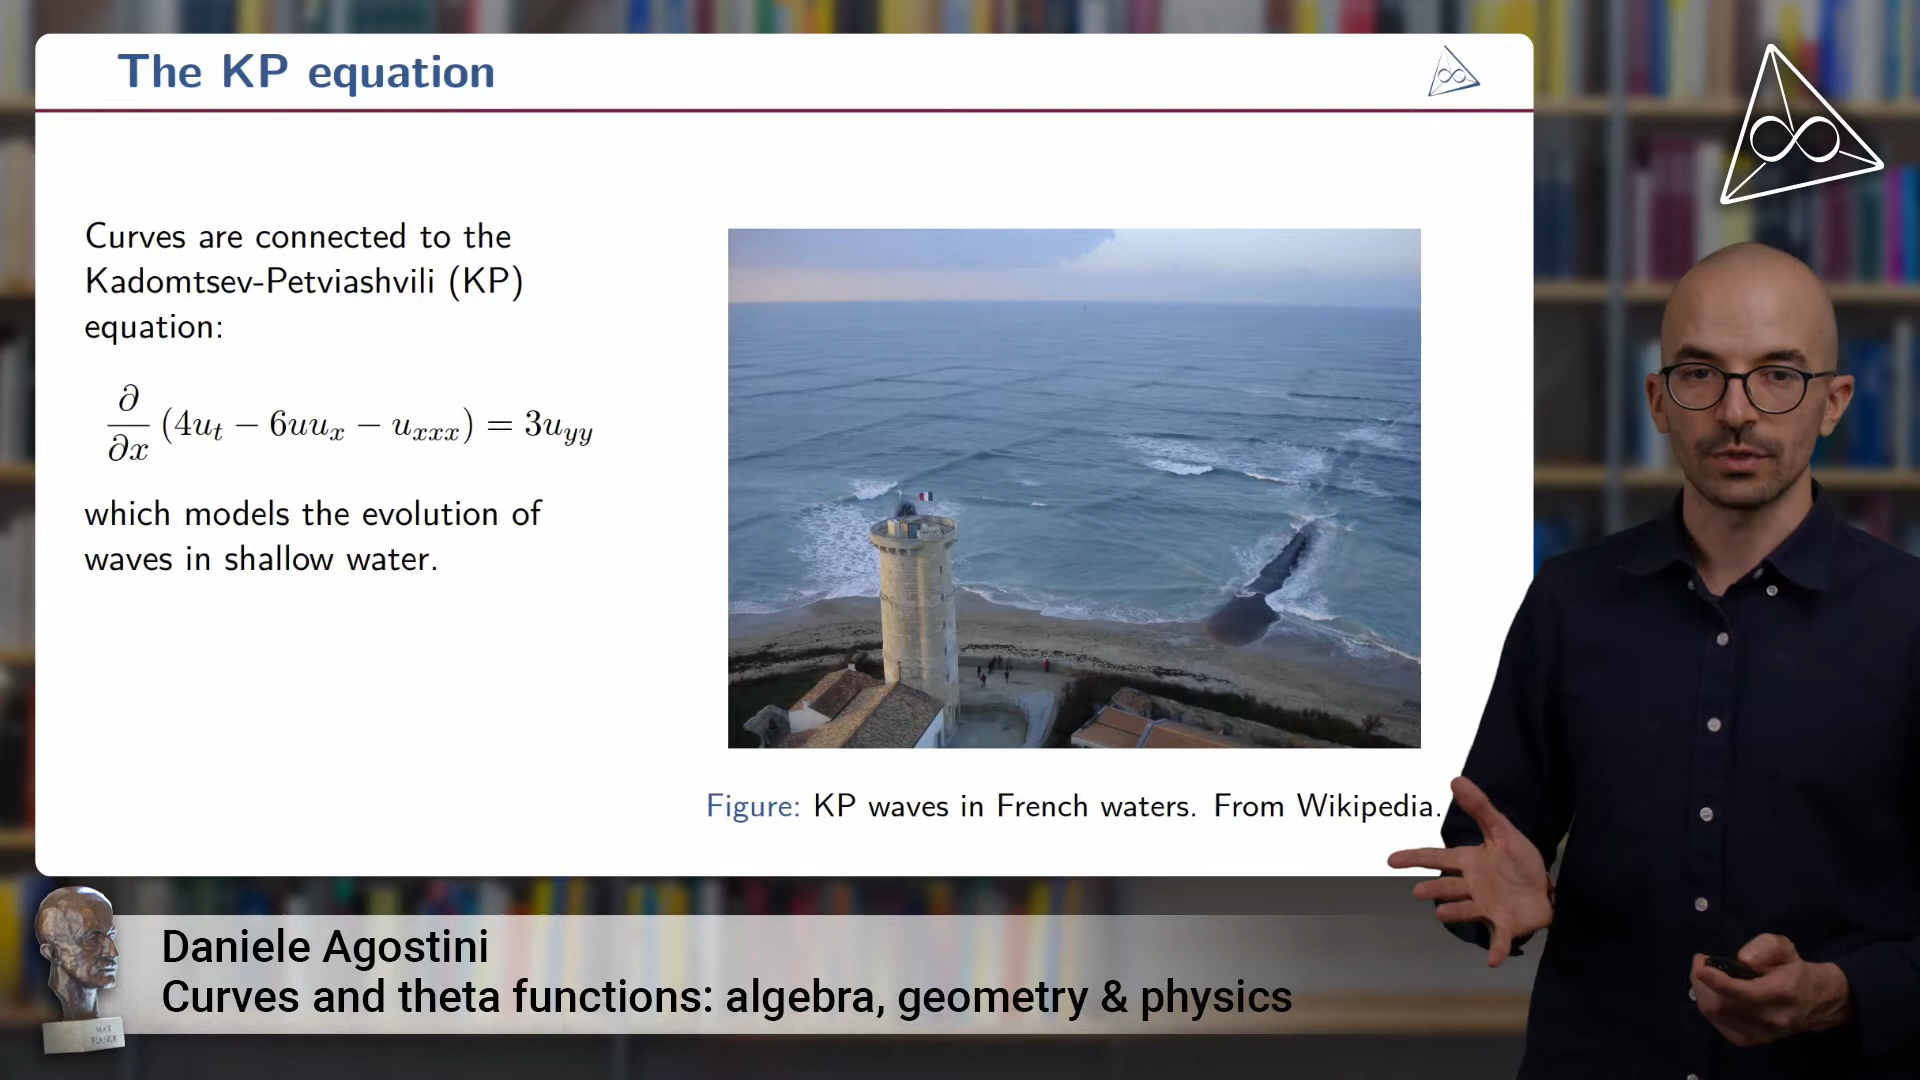 The KP equation
Curves are connected to the
Kadomtsev-Petviashvili (KP)
equation:
∂/∂x (4u_t − 6uu_x − u_xxx) = 3u_yy
which models the evolution of
waves in shallow water.
Figure: KP waves in French waters. From Wikipedia.
Daniele Agostini
Curves and theta functions: algebra, geometry & physics
MAX
PLANCK